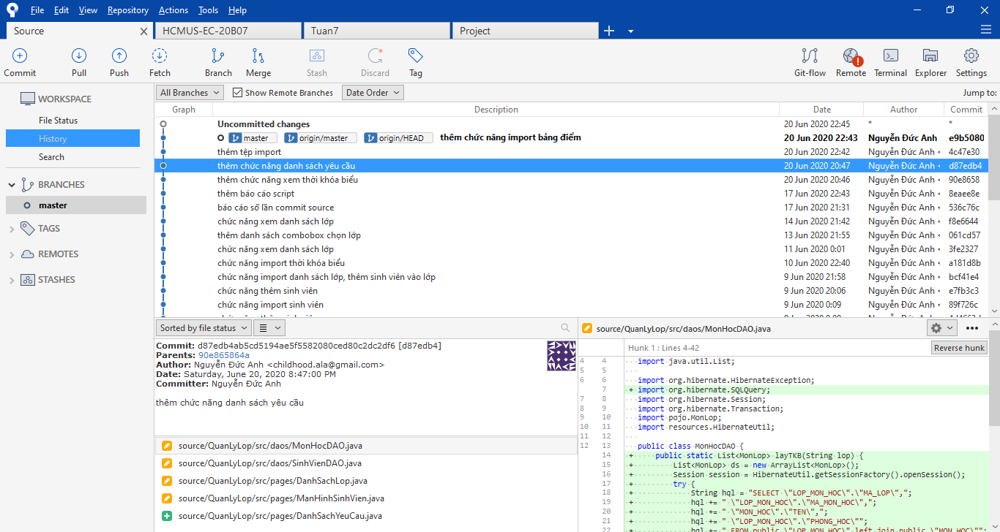 File Edit View Repository Actions Tools Help
Source HCMUS-EC-20B07 Tuan7 Project
Commit Pull Push Fetch Branch Merge Stash Discard Tag Git-flow Remote Terminal Explorer Settings
WORKSPACE
File Status
History
Search
BRANCHES
master
TAGS
REMOTES
STASHES
All Branches Show Remote Branches Date Order Jump to:
Graph Description Date Author Commit
Uncommitted changes 20 Jun 2020 22:45 * *
master origin/master origin/HEAD thêm chức năng import bảng điểm 20 Jun 2020 22:43 Nguyễn Đức Anh e9b5080
thêm tệp import 20 Jun 2020 22:42 Nguyễn Đức Anh < 4c47e30
thêm chức năng danh sách yêu cầu 20 Jun 2020 20:47 Nguyễn Đức Anh < d87edb4
thêm chức năng xem thời khóa biểu 20 Jun 2020 20:46 Nguyễn Đức Anh < 90e8658
thêm báo cáo script 17 Jun 2020 22:43 Nguyễn Đức Anh < 8eaee8e
báo cáo số lần commit source 17 Jun 2020 21:31 Nguyễn Đức Anh < 536c76c
chức năng xem danh sách lớp 14 Jun 2020 21:42 Nguyễn Đức Anh < f8e6644
thêm danh sách combobox chọn lớp 13 Jun 2020 21:55 Nguyễn Đức Anh < 061cd57
chức năng xem danh sách lớp 11 Jun 2020 0:01 Nguyễn Đức Anh < 3fe2327
chức năng import thời khóa biểu 10 Jun 2020 22:40 Nguyễn Đức Anh < a181d8b
chức năng import danh sách lớp, thêm sinh viên vào lớp 9 Jun 2020 21:58 Nguyễn Đức Anh < bcf41e4
chức năng thêm sinh viên 9 Jun 2020 20:06 Nguyễn Đức Anh < e7fb3c3
chức năng import sinh viên 9 Jun 2020 0:09 Nguyễn Đức Anh < 89f726c
Sorted by file status
Commit: d87edb4ab5cd5194ae5f5582080ced80c2dc2df6 [d87edb4]
Parents: 90e865864a
Author: Nguyễn Đức Anh <childhood.ala@gmail.com>
Date: Saturday, June 20, 2020 8:47:00 PM
Committer: Nguyễn Đức Anh
thêm chức năng danh sách yêu cầu
source/QuanLyLop/src/daos/MonHocDAO.java
source/QuanLyLop/src/daos/SinhVienDAO.java
source/QuanLyLop/src/pages/DanhSachLop.java
source/QuanLyLop/src/pages/ManHinhSinhVien.java
source/QuanLyLop/src/pages/DanhSachYeuCau.java
source/QuanLyLop/src/daos/MonHocDAO.java
Hunk 1 : Lines 4-42 Reverse hunk
4 4 import java.util.List;
5 5
6 6 import org.hibernate.HibernateException;
7 + import org.hibernate.SQLQuery;
7 8 import org.hibernate.Session;
8 9 import org.hibernate.Transaction;
9 10 import pojo.MonLop;
10 11 import resources.HibernateUtil;
11 12
12 13 public class MonHocDAO {
14 + public static List<MonLop> layTKB(String lop) {
15 + List<MonLop> ds = new ArrayList<MonLop>();
16 + Session session = HibernateUtil.getSessionFactory().openSession();
17 + try {
18 + String hql = "SELECT \"LOP_MON_HOC\".\"MA_LOP\",";
19 + hql += " \"LOP_MON_HOC\".\"MA_MON_HOC\",";
20 + hql += " \"MON_HOC\".\"TEN\",";
21 + hql += " \"LOP_MON_HOC\".\"PHONG_HOC\"";
22 + hql += " FROM public.\"LOP_MON_HOC\" left join public.\"MON_HOC\"";